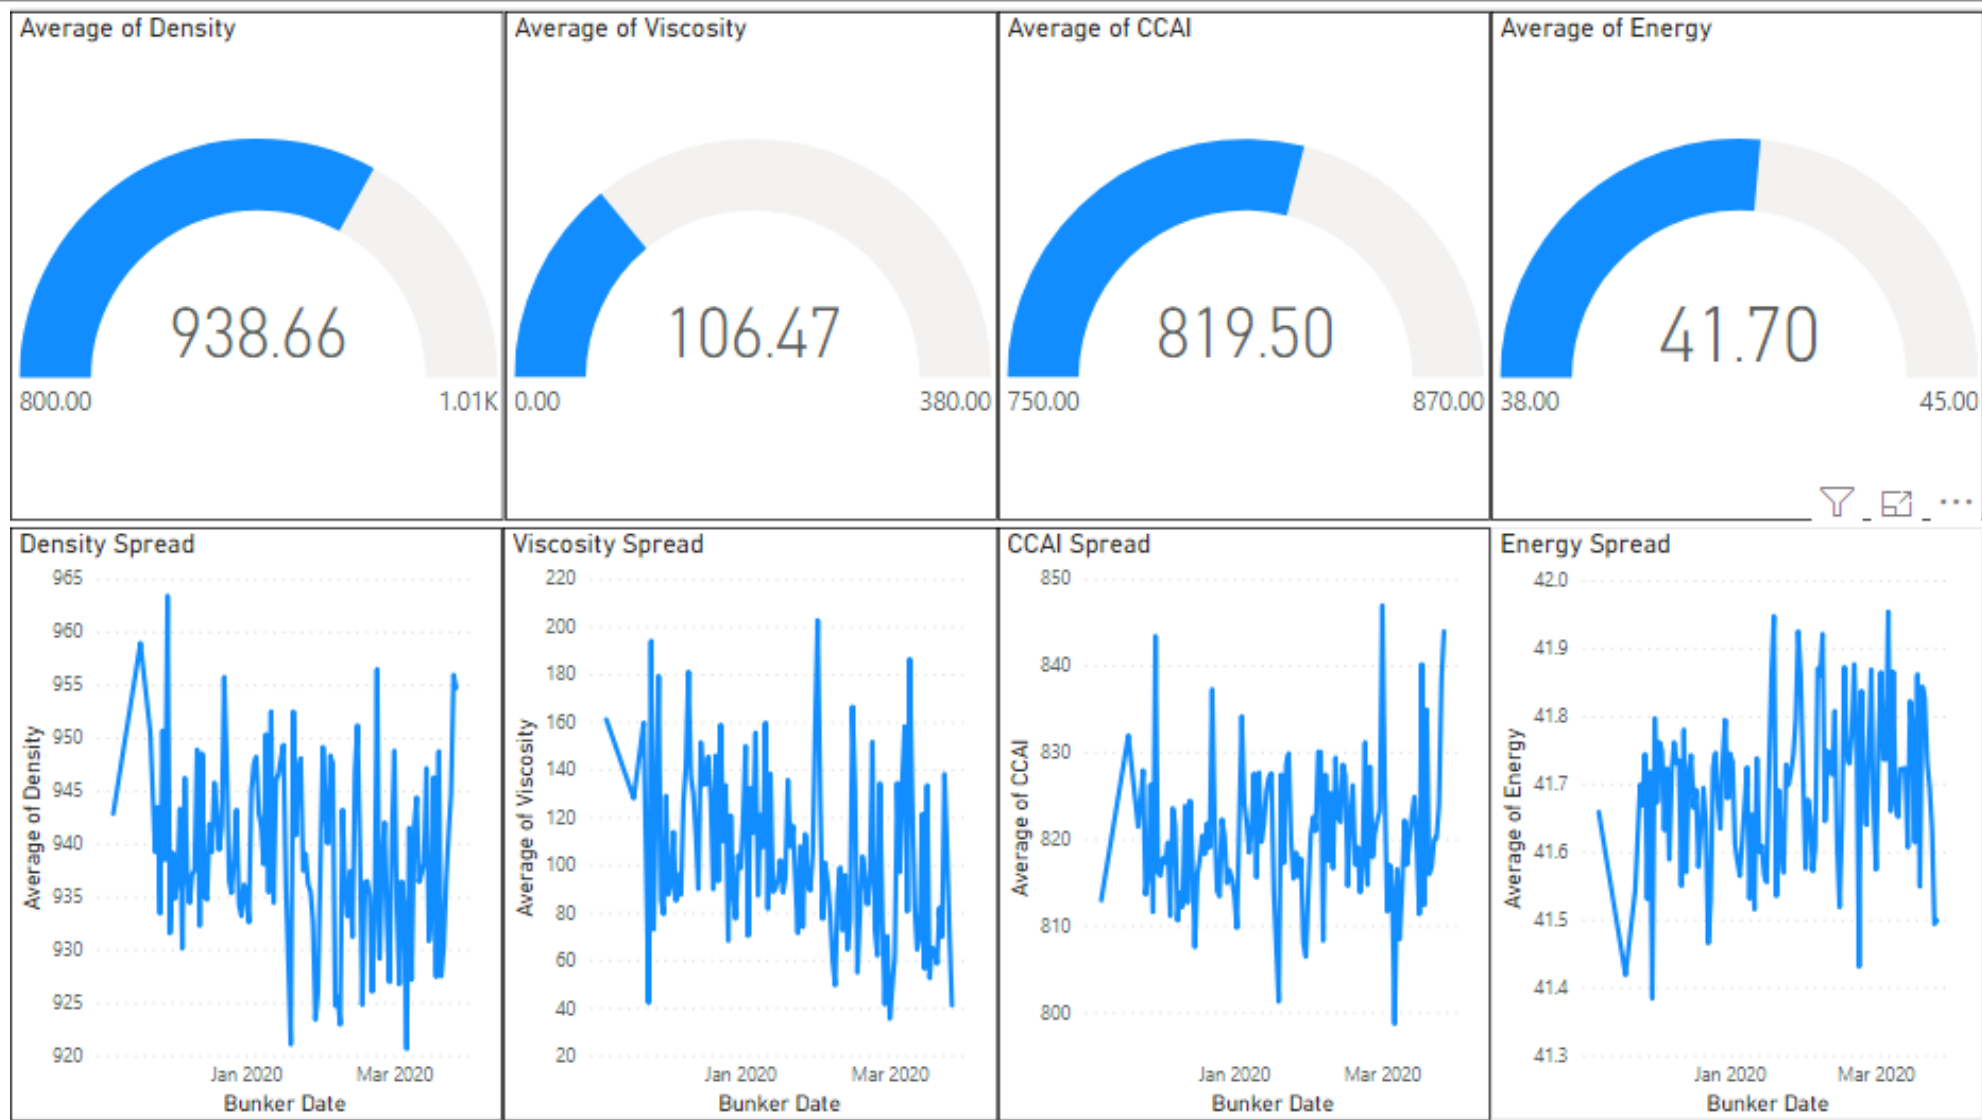 Average of Density
938.66
800.00
1.01K
Average of Viscosity
106.47
0.00
380.00
Average of CCAI
819.50
750.00
870.00
Average of Energy
41.70
38.00
45.00
Density Spread
Average of Density
965
960
955
950
945
940
935
930
925
920
Jan 2020
Mar 2020
Bunker Date
Viscosity Spread
Average of Viscosity
220
200
180
160
140
120
100
80
60
40
20
Jan 2020
Mar 2020
Bunker Date
CCAI Spread
Average of CCAI
850
840
830
820
810
800
Jan 2020
Mar 2020
Bunker Date
Energy Spread
Average of Energy
42.0
41.9
41.8
41.7
41.6
41.5
41.4
41.3
Jan 2020
Mar 2020
Bunker Date